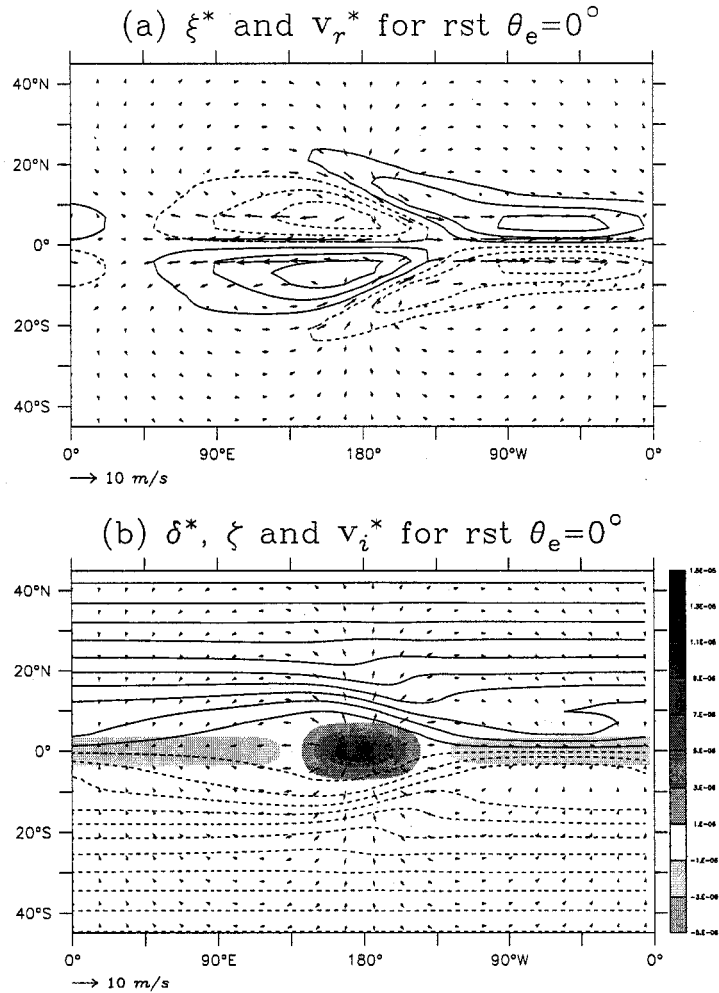 (a) ξ* and v_r* for rst θ_e=0°
40°N
20°N
0°
20°S
40°S
0° 90°E 180° 90°W 0°
10 m/s
(b) δ*, ζ and v_i* for rst θ_e=0°
40°N
20°N
0°
20°S
40°S
0° 90°E 180° 90°W 0°
10 m/s